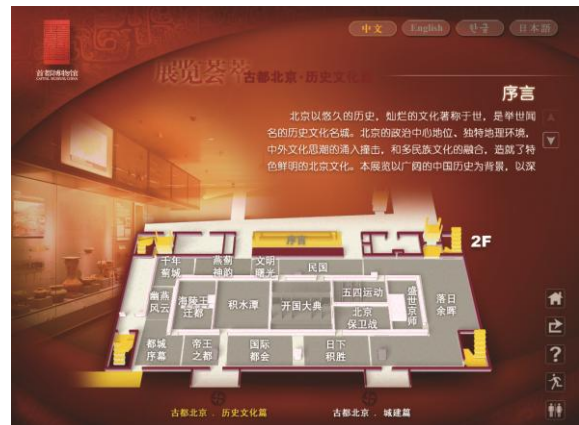 中文
English
한글
日本語
首都博物馆
CAPITAL MUSEUM, CHINA
展览荟萃
古都北京·历史文化篇
序言
北京以悠久的历史，灿烂的文化著称于世，是举世闻
名的历史文化名城。北京的政治中心地位、独特地理环境，
中外文化思潮的涌入撞击，和多民族文化的融合，造就了特
色鲜明的北京文化。本展览以广阔的中国历史为背景，以深
2F
序言
千年
蓟城
燕蓟
神韵
文明
曙光
民国
幽燕
风云
海陵王
迁都
积水潭
开国大典
五四运动
北京
保卫战
盛世京师
落日
余晖
都城
序幕
帝王
之都
国际
都会
日下
积胜
?
古都北京 . 历史文化篇
古都北京 . 城建篇